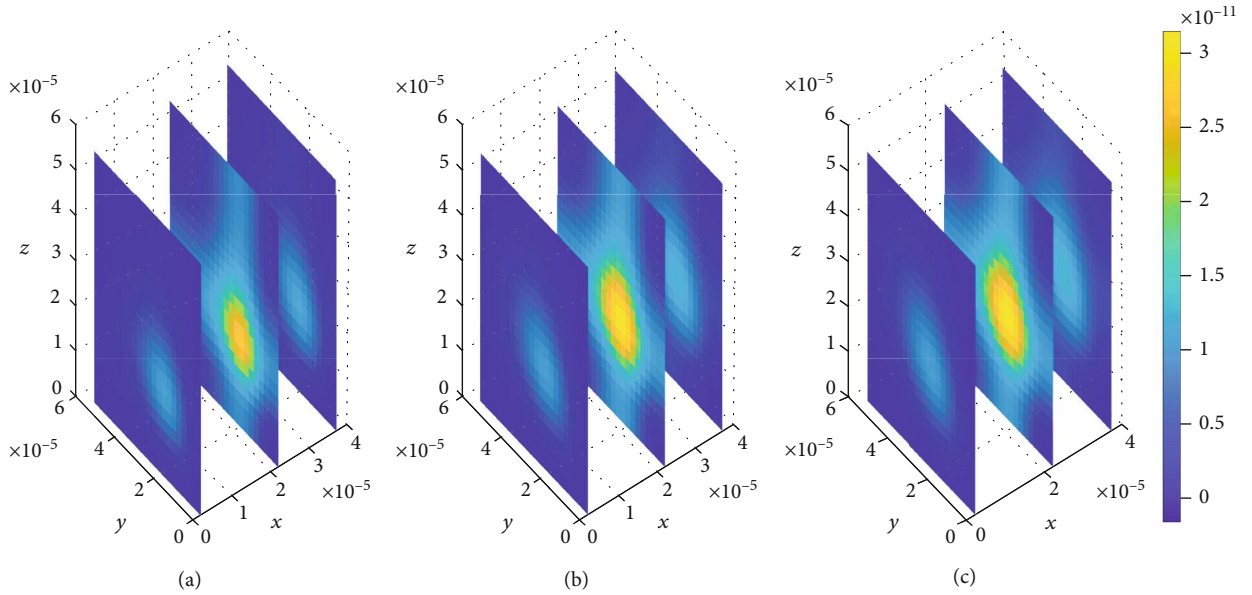 ×10⁻¹¹
×10⁻⁵ ×10⁻⁵ ×10⁻⁵
6 6 6 3
5 5 5
4 4 4 2.5
3 3 3 2
z z z
2 2 2 1.5
1 1 1 1
0 0 0
6 4 6 4 6 4 0.5
×10⁻⁵ 4 3 ×10⁻⁵ 4 3 ×10⁻⁵ 4
2 2 ×10⁻⁵ 2 2 ×10⁻⁵ 2 2 ×10⁻⁵ 0
y 1 x y 1 x y x
0 0 0 0 0 0
(a) (b) (c)